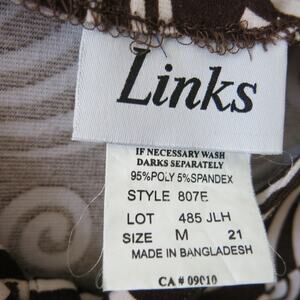 Links
IF NECESSARY WASH
DARKS SEPARATELY
95%POLY 5%SPANDEX
STYLE 807E
LOT 485 JLH
SIZE M 21
MADE IN BANGLADESH
CA # 09010